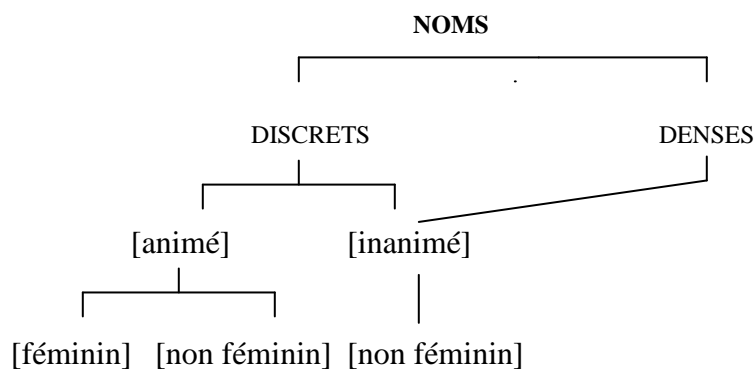 NOMS
DISCRETS DENSES
[animé] [inanimé]
[féminin] [non féminin] [non féminin]